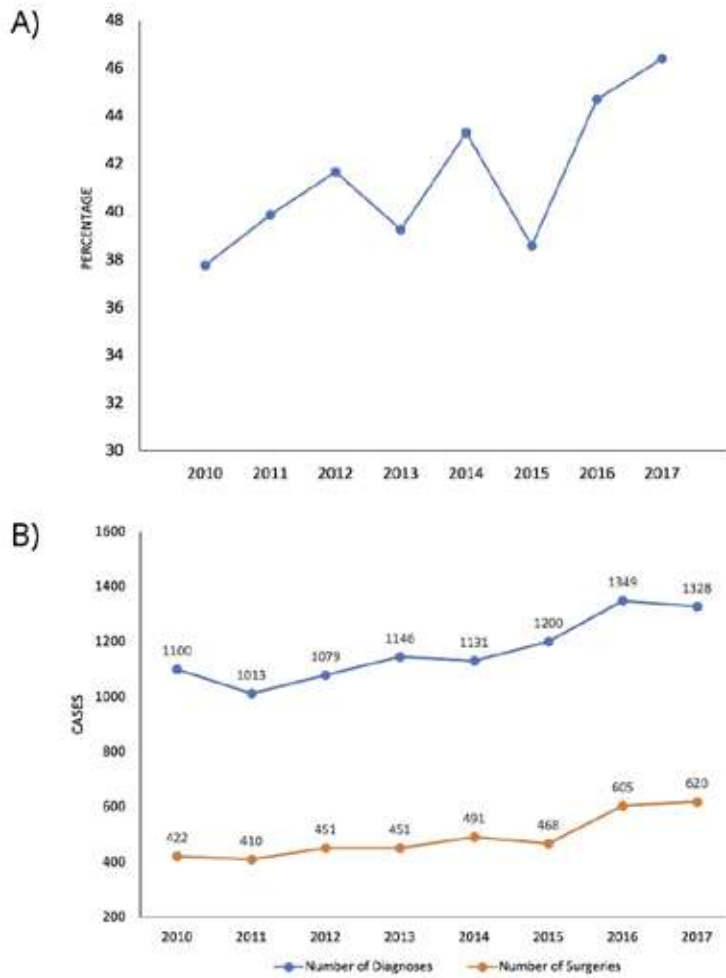 A)
PERCENTAGE
48
46
44
42
40
38
36
34
32
30
2010 2011 2012 2013 2014 2015 2016 2017
B)
CASES
1600
1400
1200
1000
800
600
400
200
1100 1013 1079 1146 1131 1200 1349 1328
422 410 451 451 491 468 605 620
2010 2011 2012 2013 2014 2015 2016 2017
Number of Diagnoses Number of Surgeries